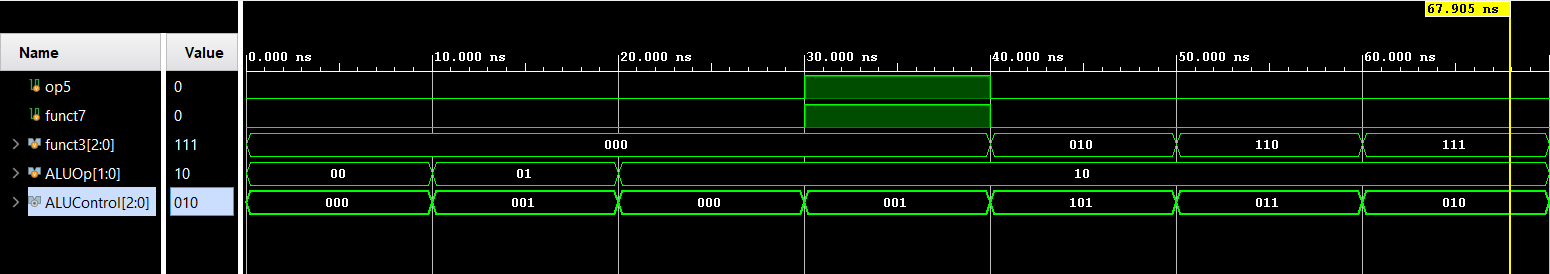 67.905 ns
Name Value
0.000 ns 10.000 ns 20.000 ns 30.000 ns 40.000 ns 50.000 ns 60.000 ns
op5 0
funct7 0
funct3[2:0] 111 000 010 110 111
ALUOp[1:0] 10 00 01 10
ALUControl[2:0] 010 000 001 000 001 101 011 010